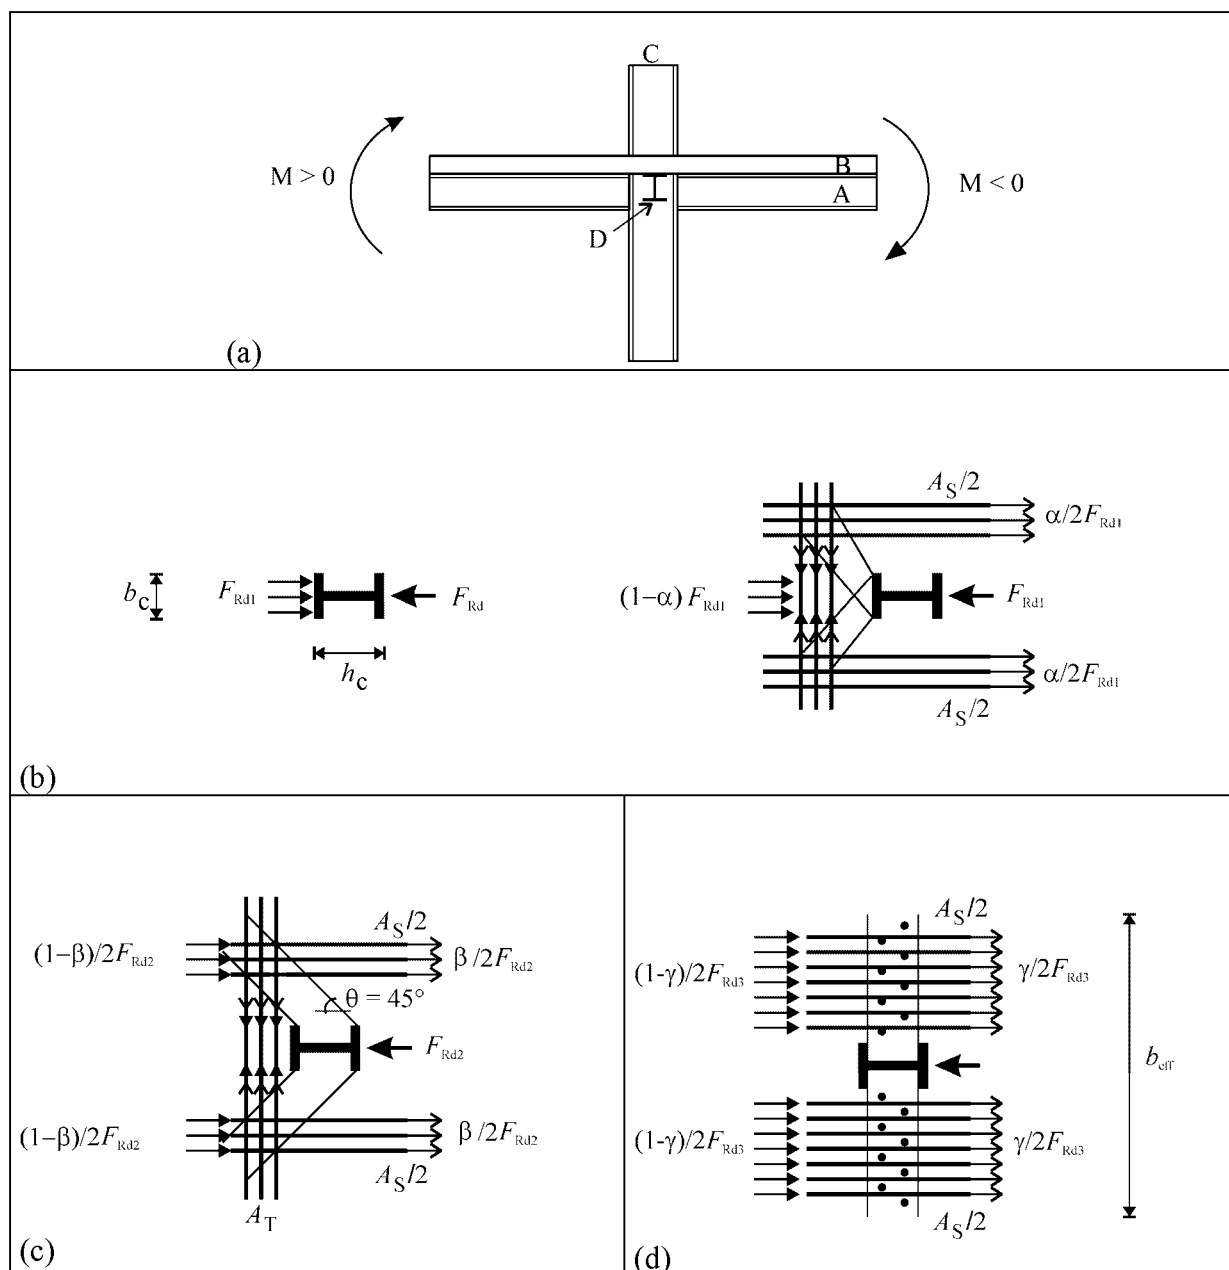 C
M > 0
B
A
M < 0
D
(a)
A_S/2
α/2F_Rd1
b_c
F_Rd1
F_Rd
(1–α) F_Rd1
F_Rd1
h_c
α/2F_Rd1
A_S/2
(b)
A_S/2
(1–β)/2F_Rd2
β/2F_Rd2
θ = 45°
F_Rd2
(1–β)/2F_Rd2
β/2F_Rd2
A_S/2
A_T
(c)
A_S/2
(1-γ)/2F_Rd3
γ/2F_Rd3
b_eff
(1-γ)/2F_Rd3
γ/2F_Rd3
A_S/2
(d)